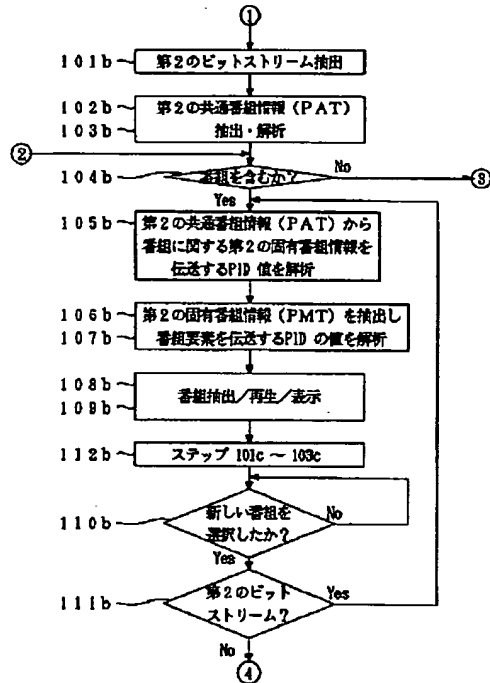 ①
101b 第2のビットストリーム抽出
102b 第2の共通番組情報(PAT)
103b 抽出・解析
②
104b 番組を含むか? No ③
Yes
105b 第2の共通番組情報(PAT)から
番組に関する第2の固有番組情報を
伝送するPID 値を解析
106b 第2の固有番組情報(PMT)を抽出し
107b 番組要素を伝送するPID の値を解析
108b 番組抽出/再生/表示
109b
112b ステップ 101c ~ 103c
110b 新しい番組を No
選択したか?
Yes
111b 第2のビット Yes
ストリーム?
No
④